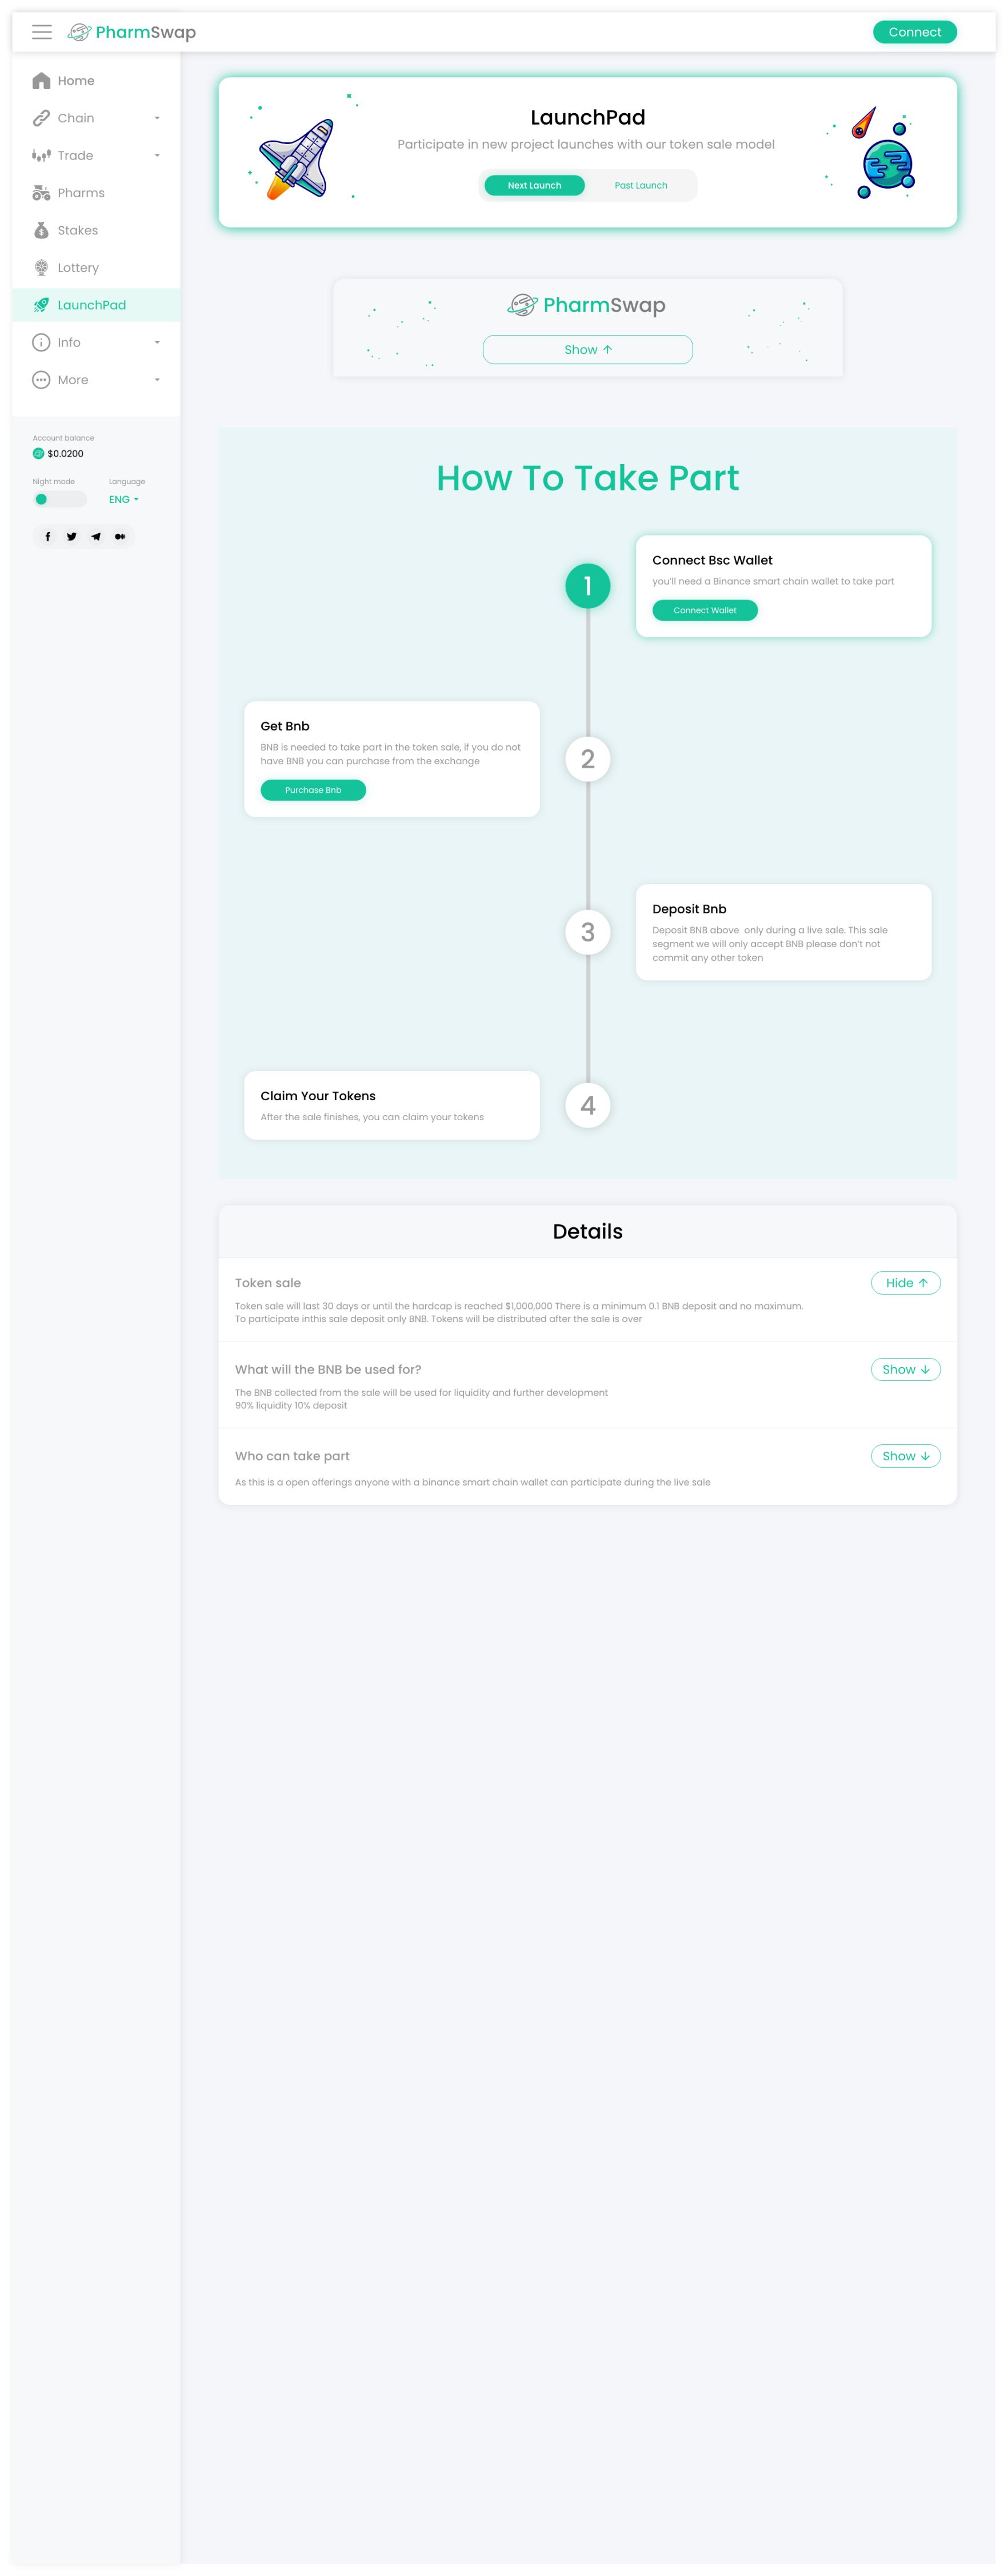 PharmSwap
Connect
Home
Chain
Trade
Pharms
Stakes
Lottery
LaunchPad
Info
More
Account balance
$0.0200
Night mode
Language
ENG
LaunchPad
Participate in new project launches with our token sale model
Next Launch
Past Launch
PharmSwap
Show ↑
How To Take Part
1
Connect Bsc Wallet
you'll need a Binance smart chain wallet to take part
Connect Wallet
Get Bnb
BNB is needed to take part in the token sale, if you do not
have BNB you can purchase from the exchange
Purchase Bnb
2
3
Deposit Bnb
Deposit BNB above only during a live sale. This sale
segment we will only accept BNB please don't not
commit any other token
Claim Your Tokens
After the sale finishes, you can claim your tokens
4
Details
Token sale
Hide ↑
Token sale will last 30 days or until the hardcap is reached $1,000,000 There is a minimum 0.1 BNB deposit and no maximum.
To participate inthis sale deposit only BNB. Tokens will be distributed after the sale is over
What will the BNB be used for?
Show ↓
The BNB collected from the sale will be used for liquidity and further development
90% liquidity 10% deposit
Who can take part
Show ↓
As this is a open offerings anyone with a binance smart chain wallet can participate during the live sale